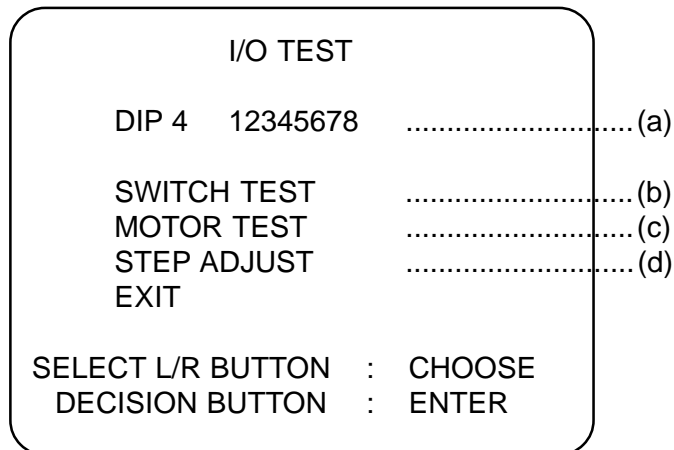 I/O TEST
DIP 4 12345678 ............................(a)
SWITCH TEST ............................(b)
MOTOR TEST ............................(c)
STEP ADJUST ............................(d)
EXIT
SELECT L/R BUTTON : CHOOSE
DECISION BUTTON : ENTER